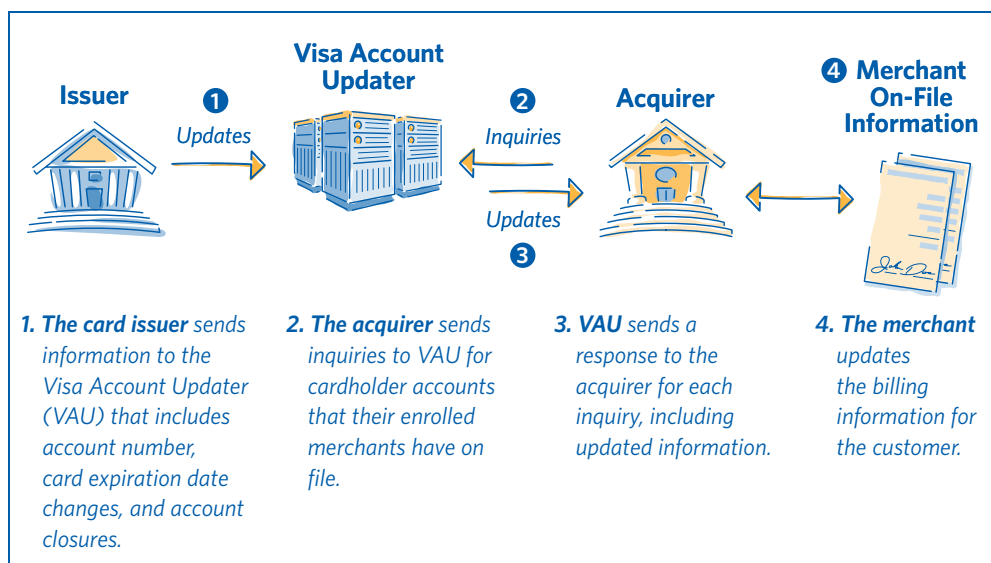 Issuer
1
Updates
Visa Account
Updater
2
Inquiries
Updates
3
Acquirer
4 Merchant
On-File
Information
John Doe
1. The card issuer sends
information to the
Visa Account Updater
(VAU) that includes
account number,
card expiration date
changes, and account
closures.
2. The acquirer sends
inquiries to VAU for
cardholder accounts
that their enrolled
merchants have on
file.
3. VAU sends a
response to the
acquirer for each
inquiry, including
updated information.
4. The merchant
updates
the billing
information for
the customer.